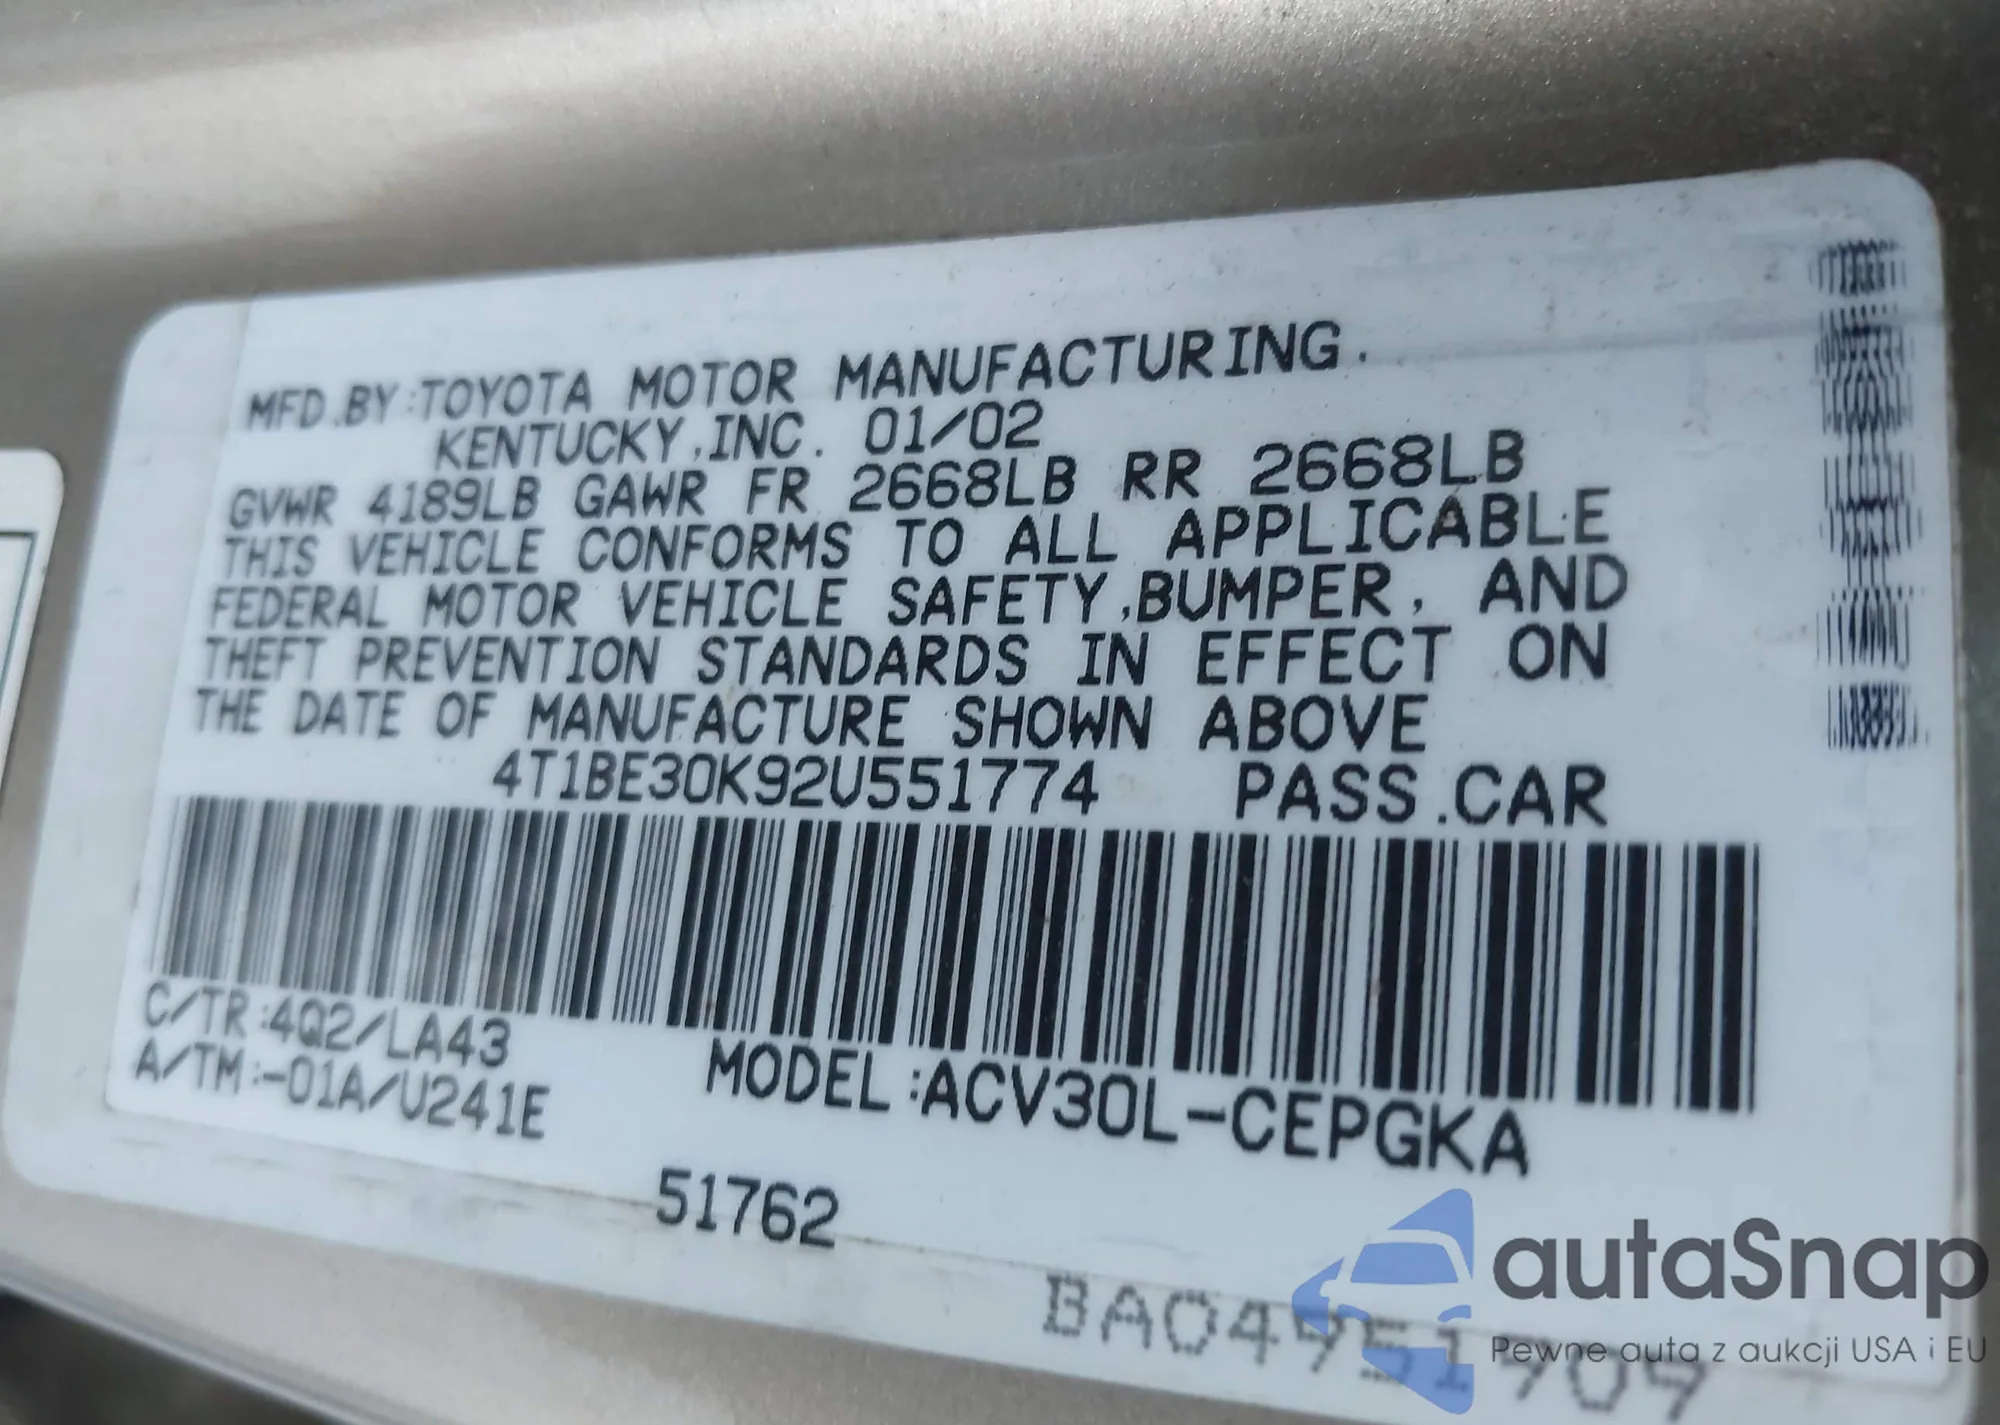 MFD.BY:TOYOTA MOTOR MANUFACTURING.
KENTUCKY,INC. 01/02
GVWR 4189LB GAWR FR 2668LB RR 2668LB
THIS VEHICLE CONFORMS TO ALL APPLICABLE
FEDERAL MOTOR VEHICLE SAFETY,BUMPER, AND
THEFT PREVENTION STANDARDS IN EFFECT ON
THE DATE OF MANUFACTURE SHOWN ABOVE
4T1BE30K92U551774 PASS.CAR
C/TR:4Q2/LA43
A/TM:-01A/U241E
MODEL:ACV30L-CEPGKA
51762
autaSnap
Pewne auta z aukcji USA i EU